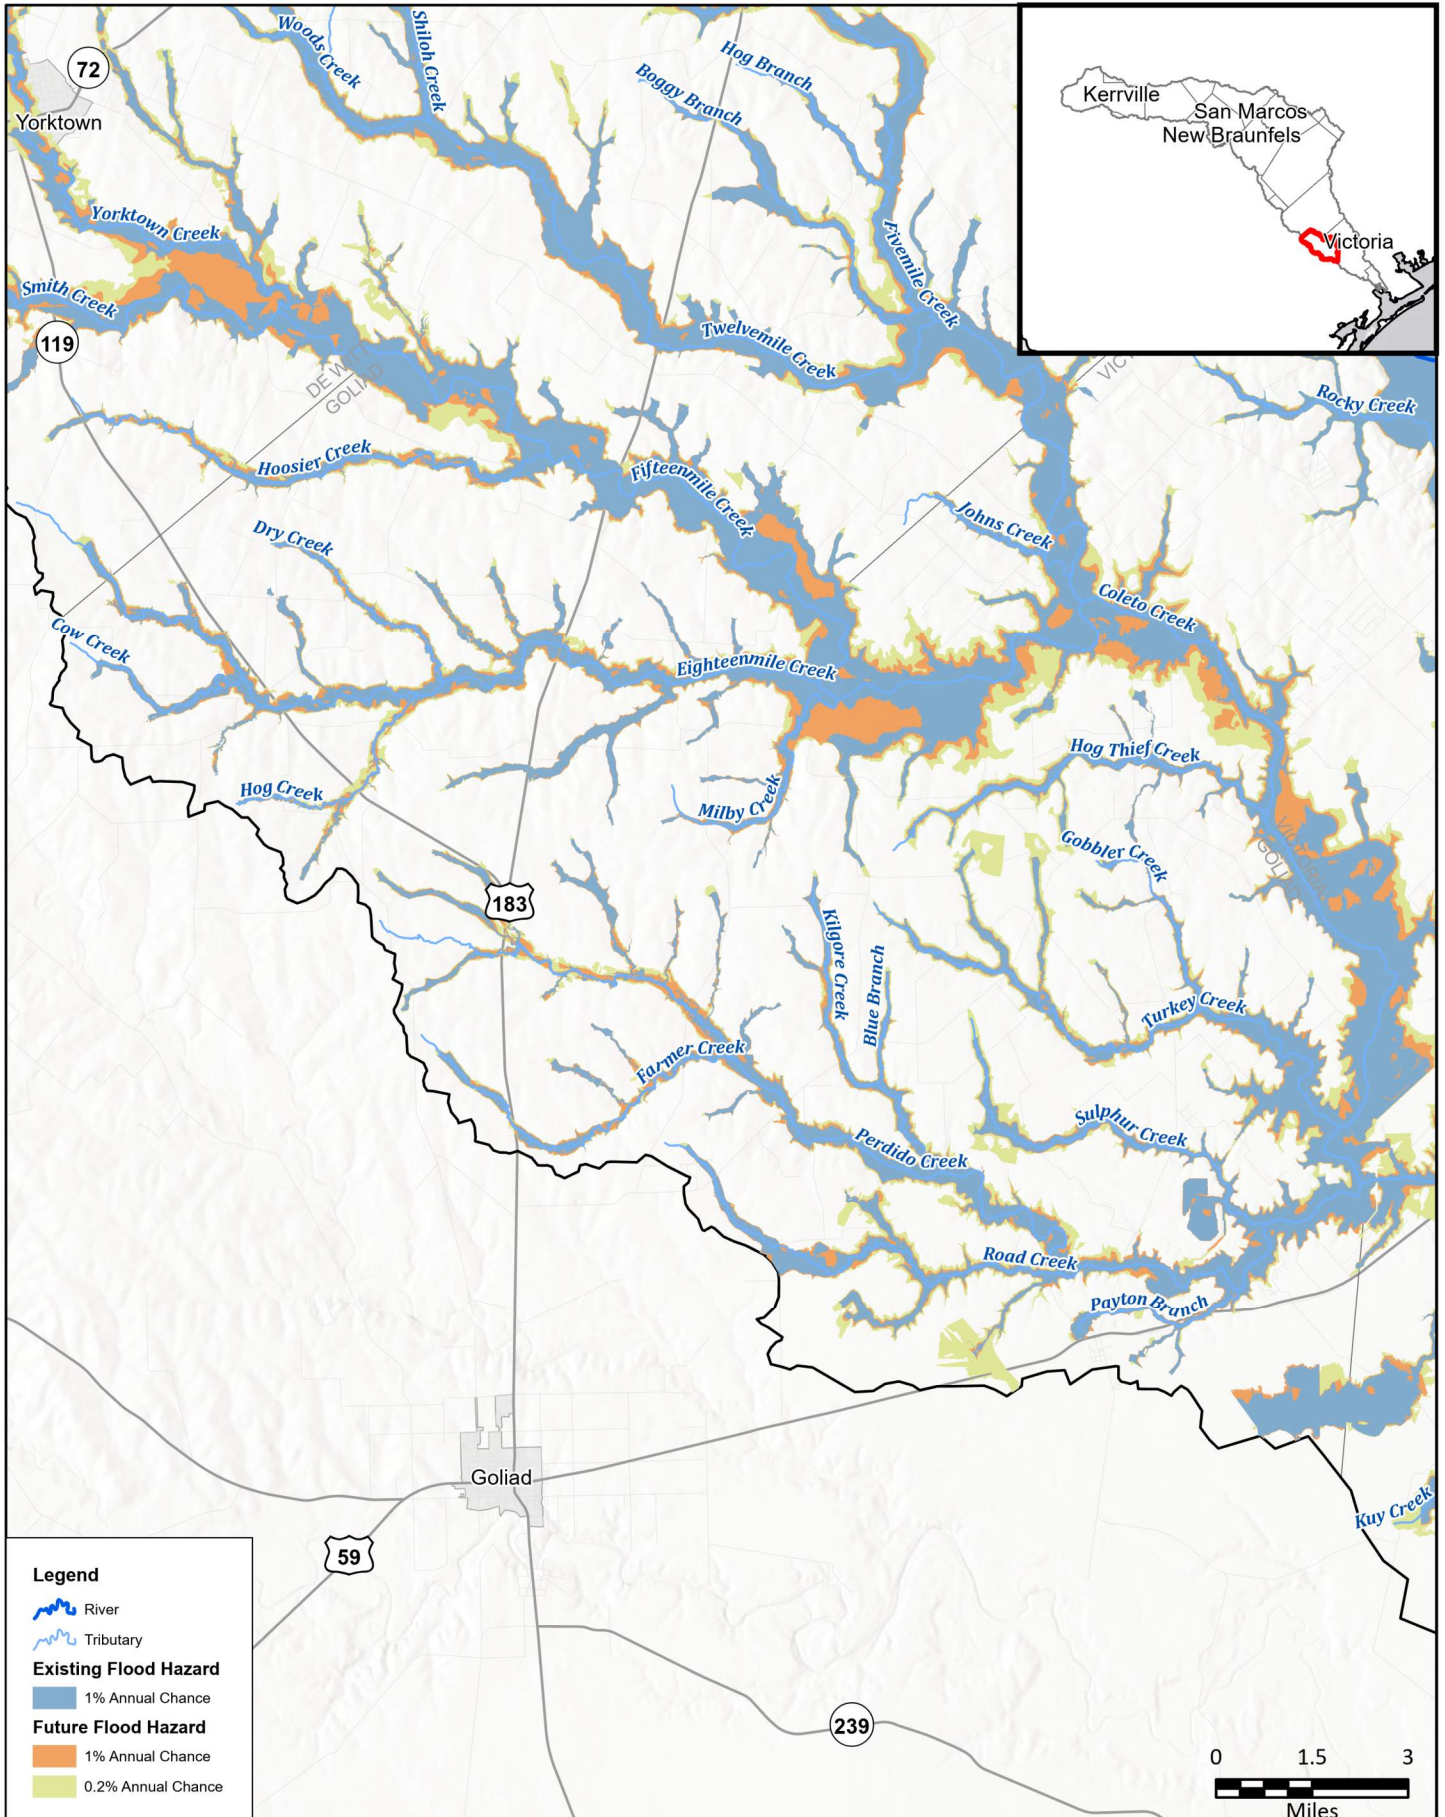 Woods Creek
Shiloh Creek
Hog Branch
Boggy Branch
72
Yorktown
Kerrville
San Marcos
New Braunfels
Victoria
Yorktown Creek
Fivemile Creek
Smith Creek
119
Twelvemile Creek
DE WITT
GOLIAD
VIC
Rocky Creek
Hoosier Creek
Fifteenmile Creek
Johns Creek
Dry Creek
Coleto Creek
Cow Creek
Eighteenmile Creek
Hog Thief Creek
Hog Creek
Milby Creek
VICTORIA
GOLIAD
Gobbler Creek
183
Kilgore Creek
Blue Branch
Turkey Creek
Farmer Creek
Sulphur Creek
Perdido Creek
Road Creek
Payton Branch
Goliad
Kuy Creek
59
239
Legend
River
Tributary
Existing Flood Hazard
1% Annual Chance
Future Flood Hazard
1% Annual Chance
0.2% Annual Chance
0 1.5 3
Miles